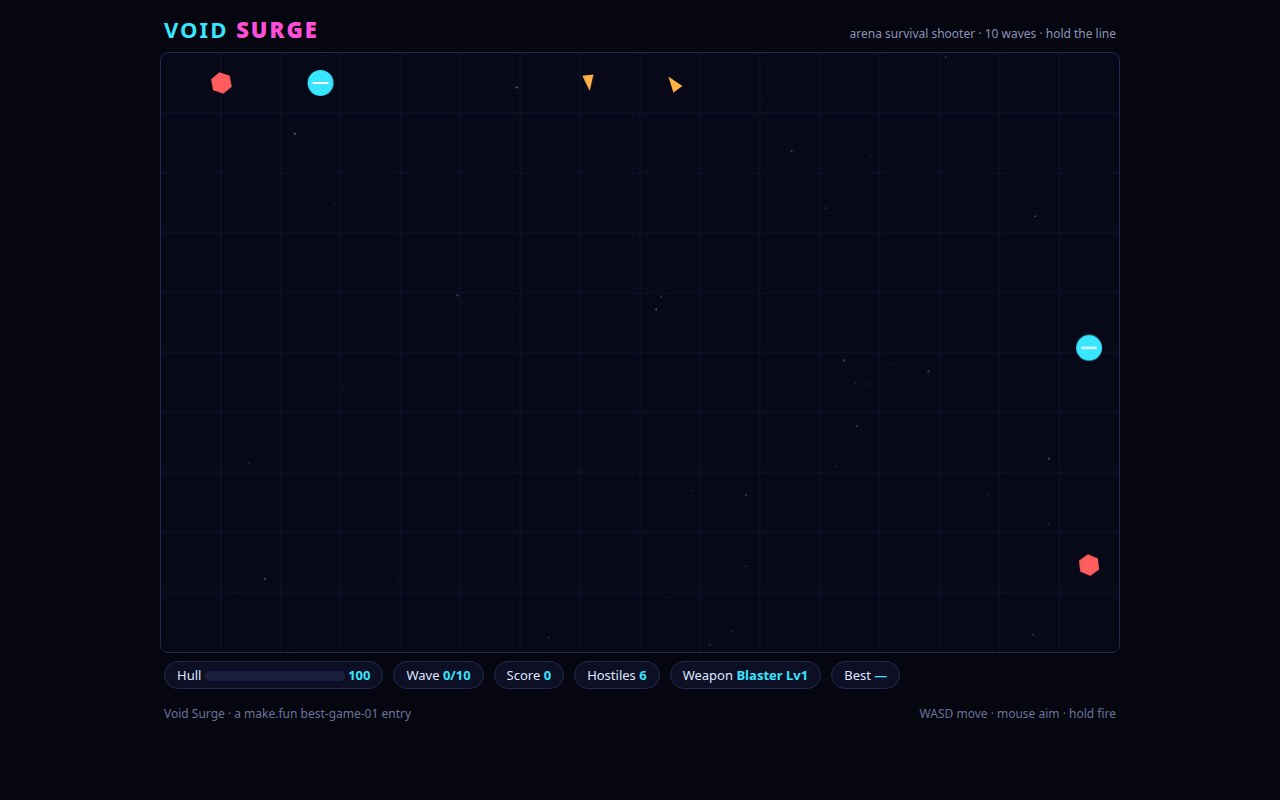 VOID SURGE
arena survival shooter · 10 waves · hold the line
Hull 100
Wave 0/10
Score 0
Hostiles 6
Weapon Blaster Lv1
Best —
Void Surge · a make.fun best-game-01 entry
WASD move · mouse aim · hold fire